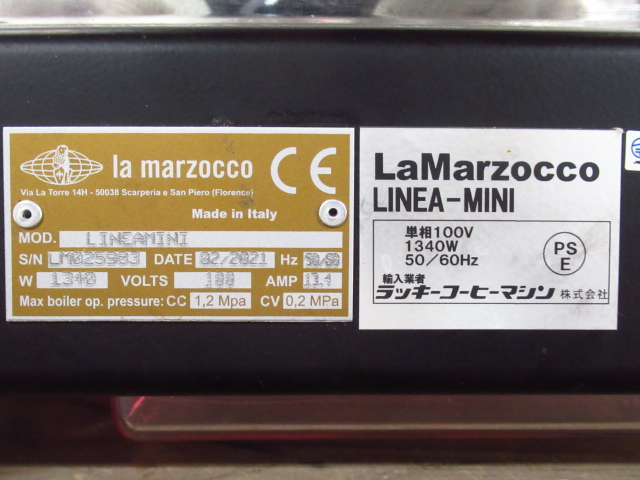 la marzocco CE
Via La Torre 14H - 50038 Scarperia e San Piero (Florence)
Made in Italy
MOD. LINEAMINI
S/N LM025983 DATE 02/2021 Hz 50/60
W 1340 VOLTS 100 AMP 13.4
Max boiler op. pressure: CC 1,2 Mpa CV 0,2 MPa
LaMarzocco
LINEA-MINI
単相100V
1340W
50/60Hz
PS
E
輸入業者
ラッキーコーヒーマシン 株式会社